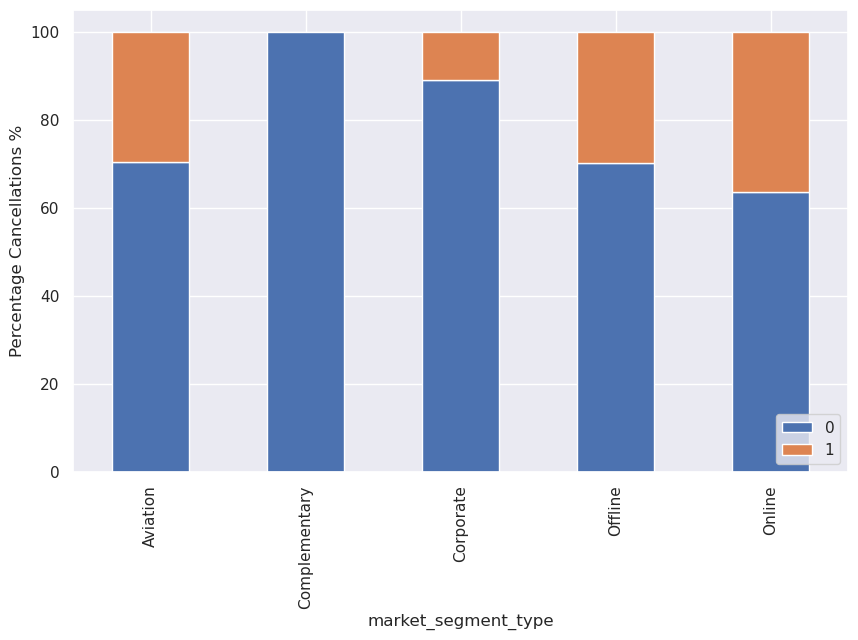 Percentage Cancellations %
100
80
60
40
20
0
0
1
Aviation
Complementary
Corporate
Offline
Online
market_segment_type